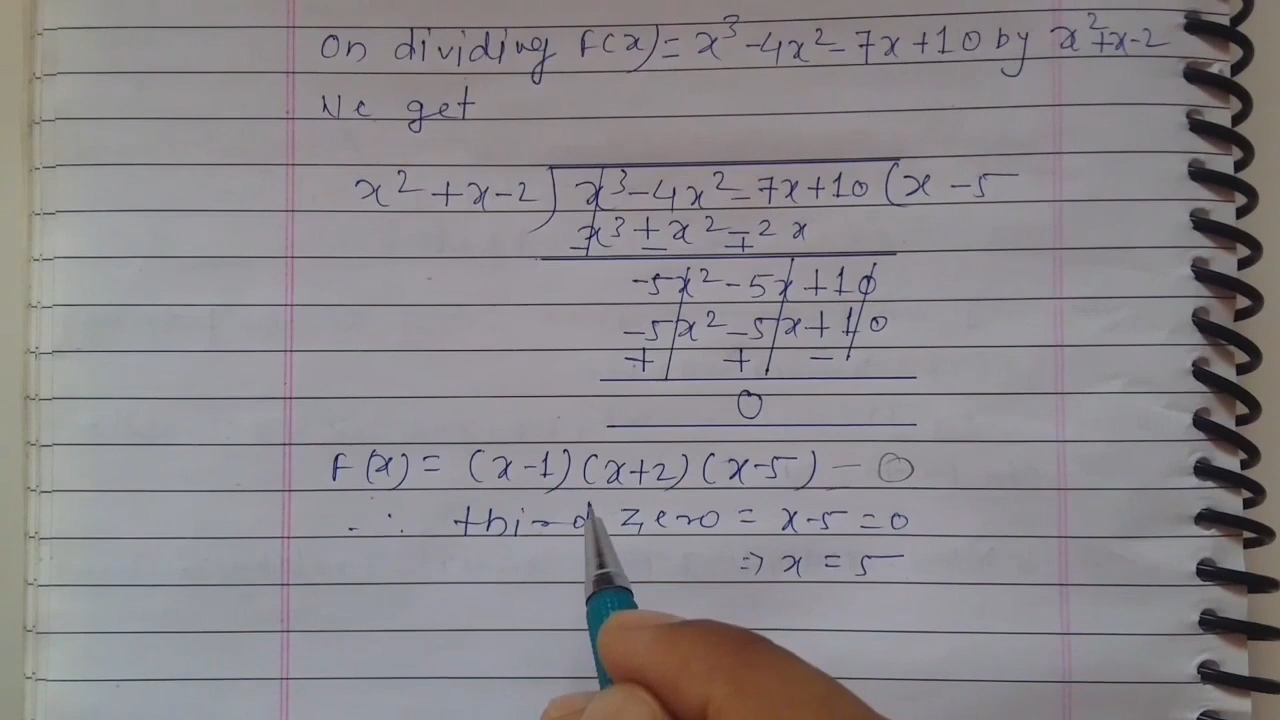 On dividing F(x) = x³ - 4x² - 7x + 10 by x² + x - 2
We get
x² + x - 2 ) x³ - 4x² - 7x + 10 ( x - 5
x³ + x² - 2x
- - +
-5x² - 5x + 10
-5x² - 5x + 10
+ + -
0
F(x) = (x-1)(x+2)(x-5) - 0
∴ third zero = x-5 = 0
⇒ x = 5